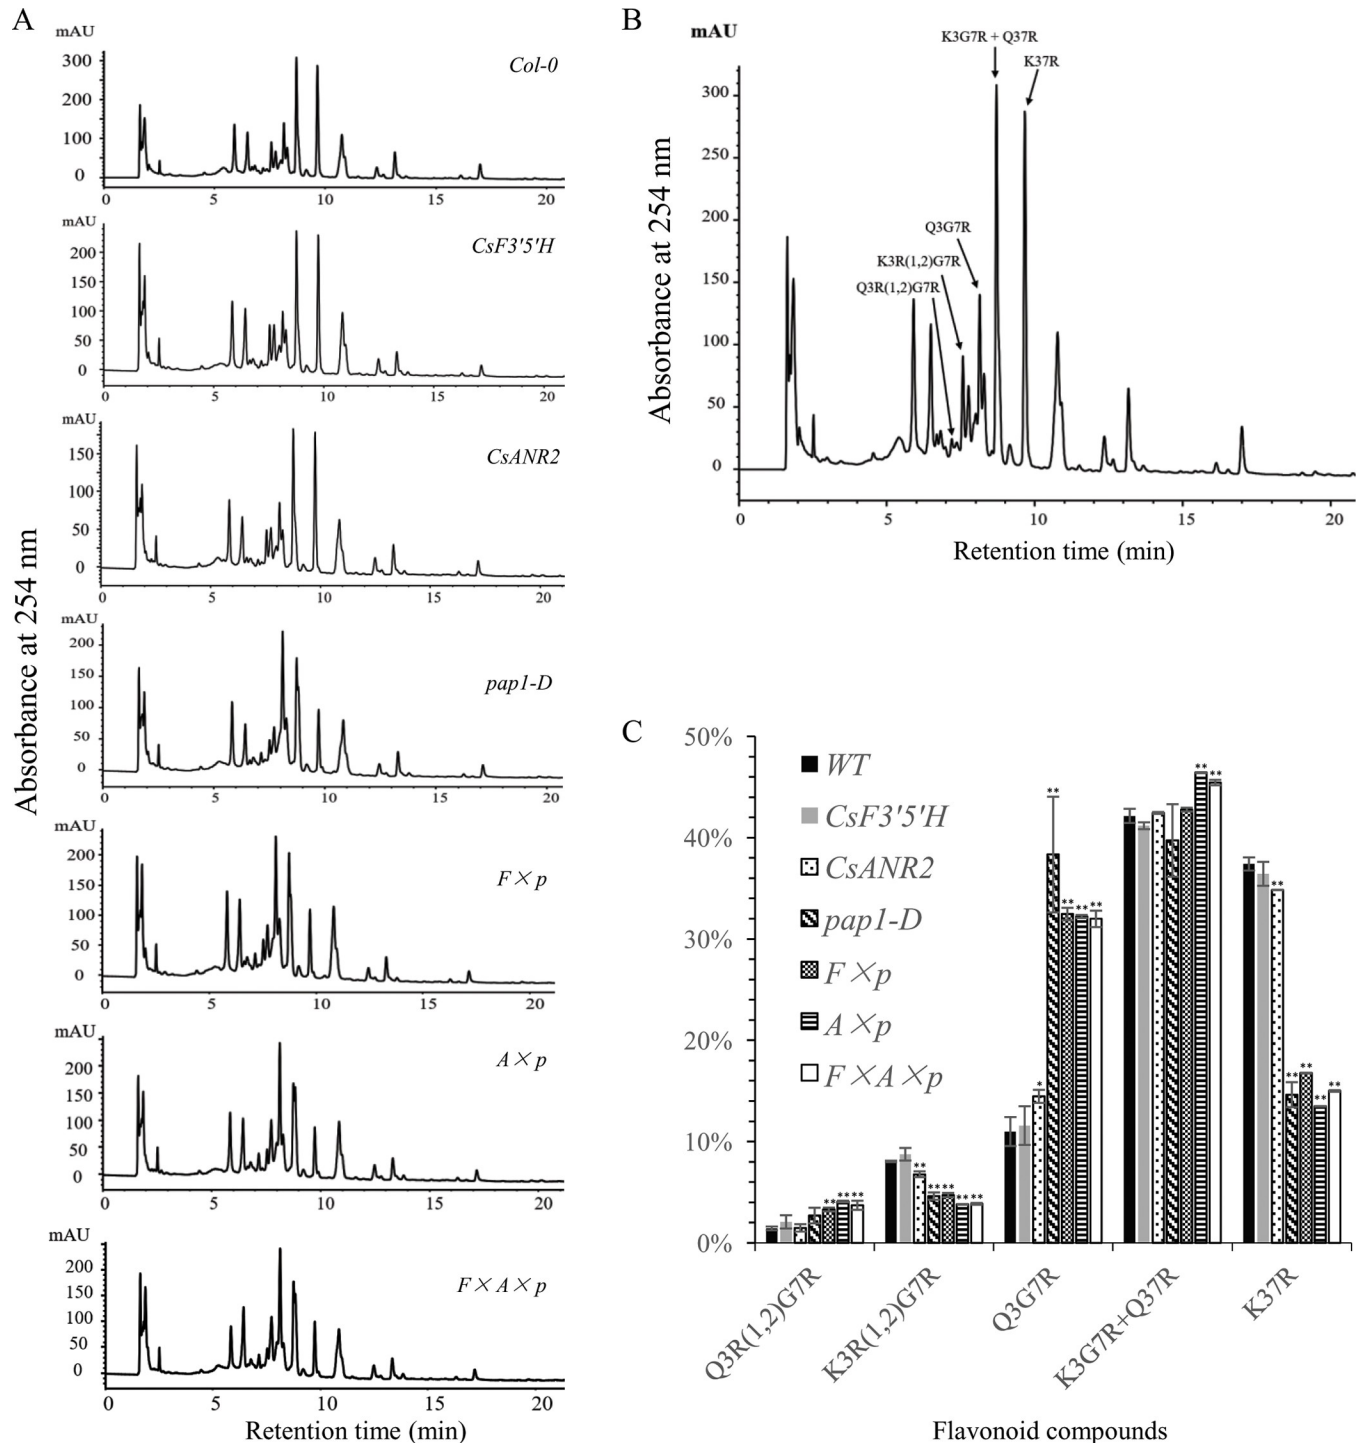 A
mAU
Col-0
300
200
100
0
0 5 10 15 20
mAU
CsF3'5'H
200
150
100
50
0
0 5 10 15 20
mAU
CsANR2
150
100
50
0
0 5 10 15 20
mAU
pap1-D
200
150
100
50
0
0 5 10 15 20
mAU
F×p
200
150
100
50
0
0 5 10 15 20
mAU
A×p
200
150
100
50
0
0 5 10 15 20
mAU
F×A×p
200
150
100
50
0
0 5 10 15 20
Absorbance at 254 nm
Retention time (min)
B
mAU
K3G7R + Q37R
K37R
Q3G7R
K3R(1,2)G7R
Q3R(1,2)G7R
300
250
200
150
100
50
0
0 5 10 15 20
Absorbance at 254 nm
Retention time (min)
C
50%
40%
30%
20%
10%
0%
WT
CsF3'5'H
CsANR2
pap1-D
F×p
A×p
F×A×p
** ** **
** ** ** ** **
* ** ** ** **
** **
** ** ** ** **
Q3R(1,2)G7R
K3R(1,2)G7R
Q3G7R
K3G7R+Q37R
K37R
Flavonoid compounds